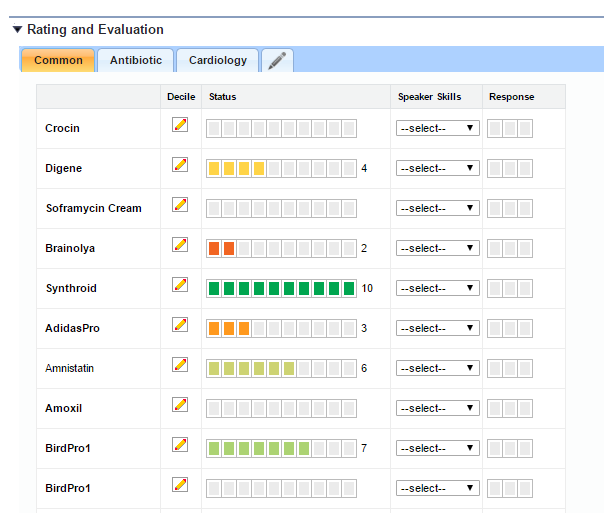 Rating and Evaluation
Common Antibiotic Cardiology
Decile Status Speaker Skills Response
Crocin --select--
Digene 4 --select--
Soframycin Cream --select--
Brainolya 2 --select--
Synthroid 10 --select--
AdidasPro 3 --select--
Amnistatin 6 --select--
Amoxil --select--
BirdPro1 7 --select--
BirdPro1 --select--